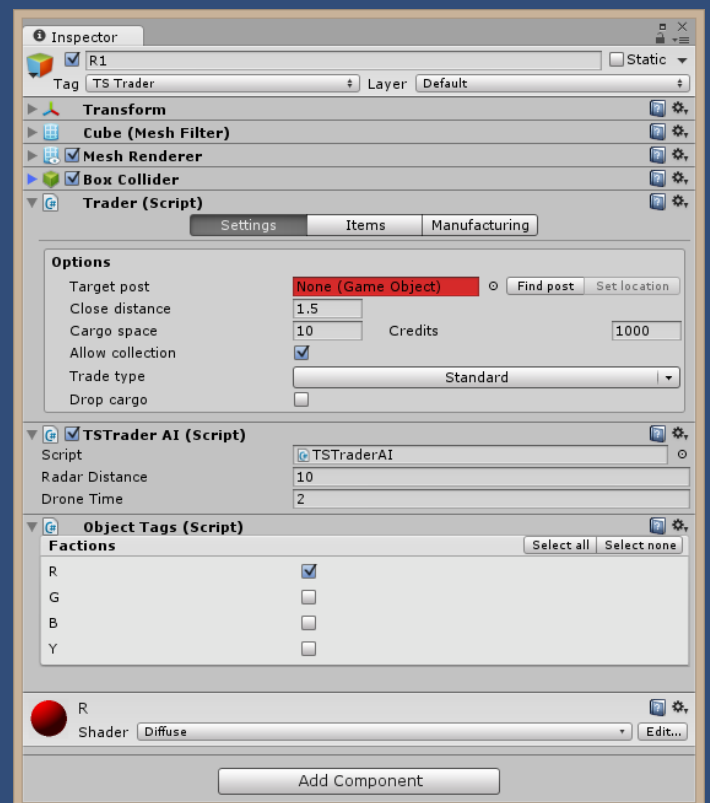 Inspector
R1 Static
Tag TS Trader Layer Default
Transform
Cube (Mesh Filter)
Mesh Renderer
Box Collider
Trader (Script)
Settings Items Manufacturing
Options
Target post None (Game Object) Find post Set location
Close distance 1.5
Cargo space 10 Credits 1000
Allow collection
Trade type Standard
Drop cargo
TSTrader AI (Script)
Script TSTraderAI
Radar Distance 10
Drone Time 2
Object Tags (Script)
Factions Select all Select none
R
G
B
Y
R
Shader Diffuse Edit...
Add Component